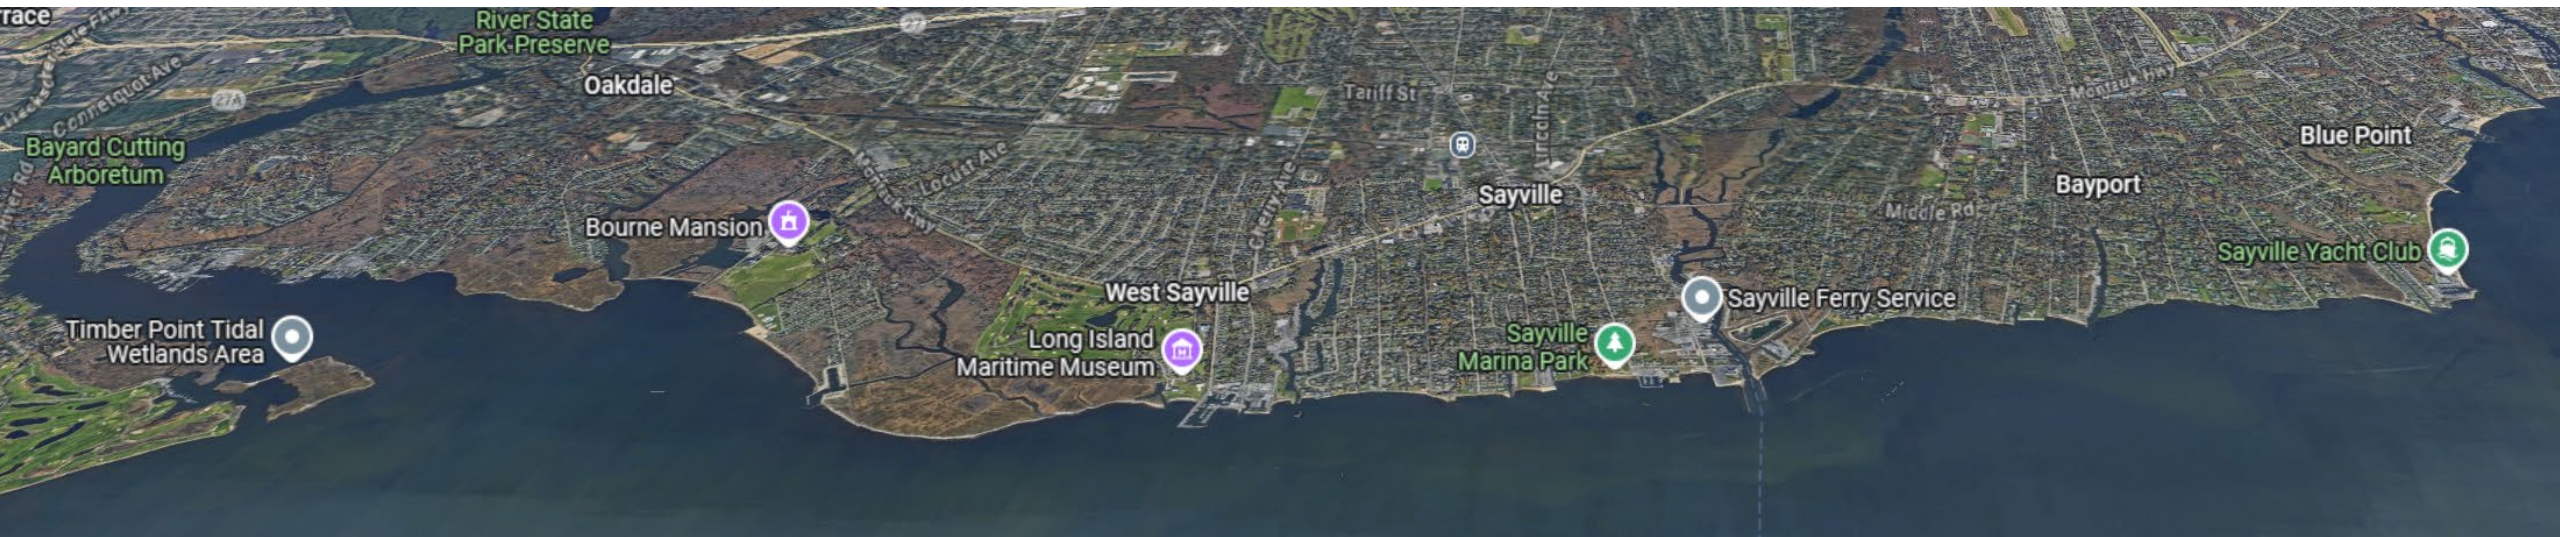 rrace
River State
Park Preserve
27
Oakdale
Connetquot Ave
27A
Bayard Cutting
Arboretum
Tariff St
Lincoln Ave
Montauk Hwy
Blue Point
Locust Ave
Montauk Hwy
Cherry Ave
Sayville
Bayport
Middle Rd
Bourne Mansion
Sayville Yacht Club
West Sayville
Sayville Ferry Service
Timber Point Tidal
Wetlands Area
Long Island
Maritime Museum
Sayville
Marina Park